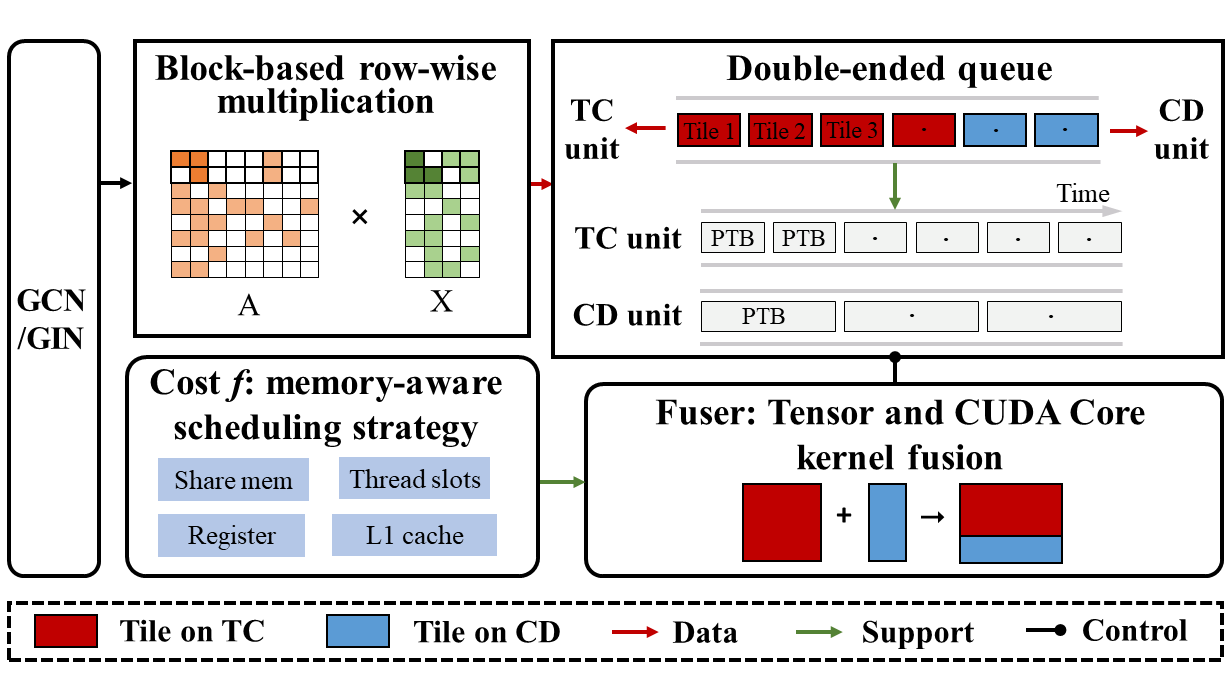 GCN
/GIN
Block-based row-wise
multiplication
×
A
X
Double-ended queue
TC
unit
Tile 1
Tile 2
Tile 3
·
·
·
CD
unit
Time
TC unit
PTB
PTB
·
·
·
·
CD unit
PTB
·
·
Cost f: memory-aware
scheduling strategy
Share mem
Thread slots
Register
L1 cache
Fuser: Tensor and CUDA Core
kernel fusion
+
Tile on TC
Tile on CD
Data
Support
Control